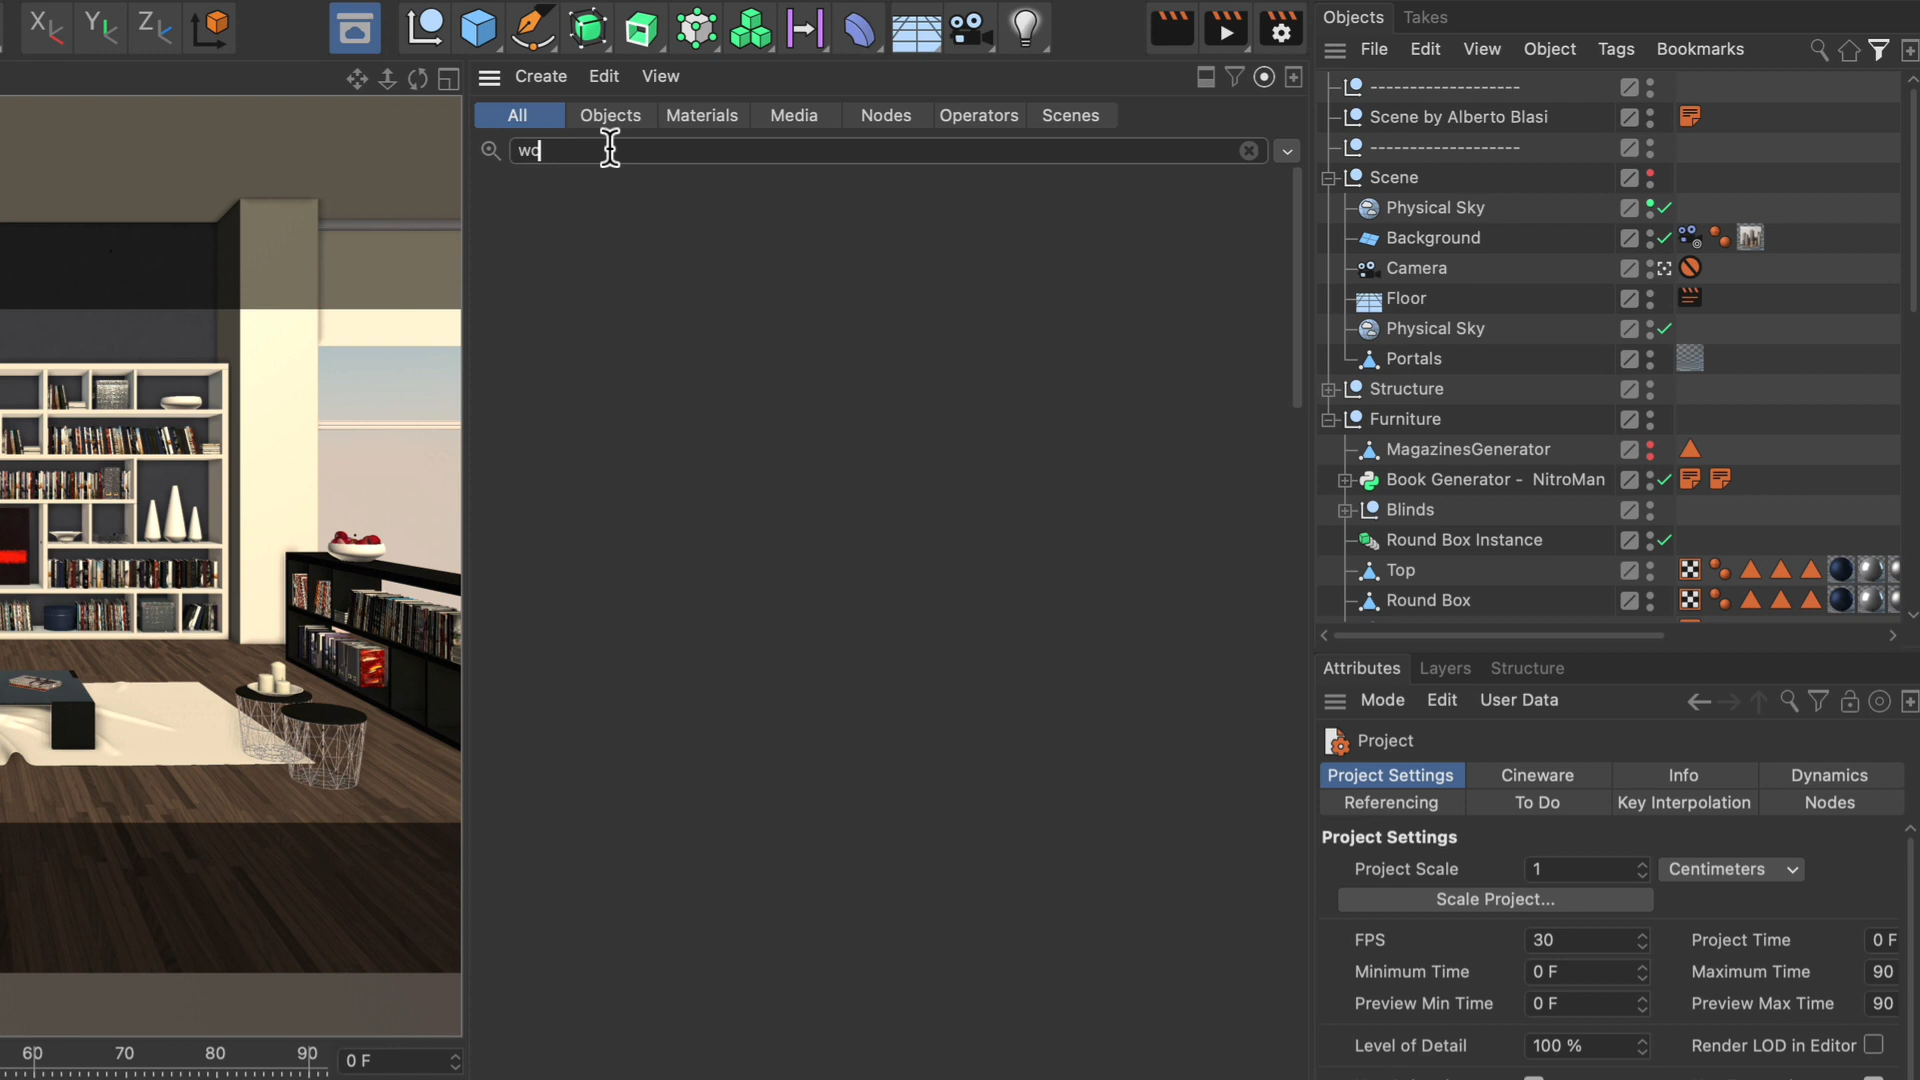 X Y Z
Create Edit View
All Objects Materials Media Nodes Operators Scenes
wo
60 70 80 90 0 F
Objects Takes
File Edit View Object Tags Bookmarks
-------------------
Scene by Alberto Blasi
-------------------
Scene
Physical Sky
Background
Camera
Floor
Physical Sky
Portals
Structure
Furniture
MagazinesGenerator
Book Generator - NitroMan
Blinds
Round Box Instance
Top
Round Box
Attributes Layers Structure
Mode Edit User Data
Project
Project Settings Cineware Info Dynamics
Referencing To Do Key Interpolation Nodes
Project Settings
Project Scale 1 Centimeters
Scale Project...
FPS 30 Project Time 0 F
Minimum Time 0 F Maximum Time 90
Preview Min Time 0 F Preview Max Time 90
Level of Detail 100 % Render LOD in Editor